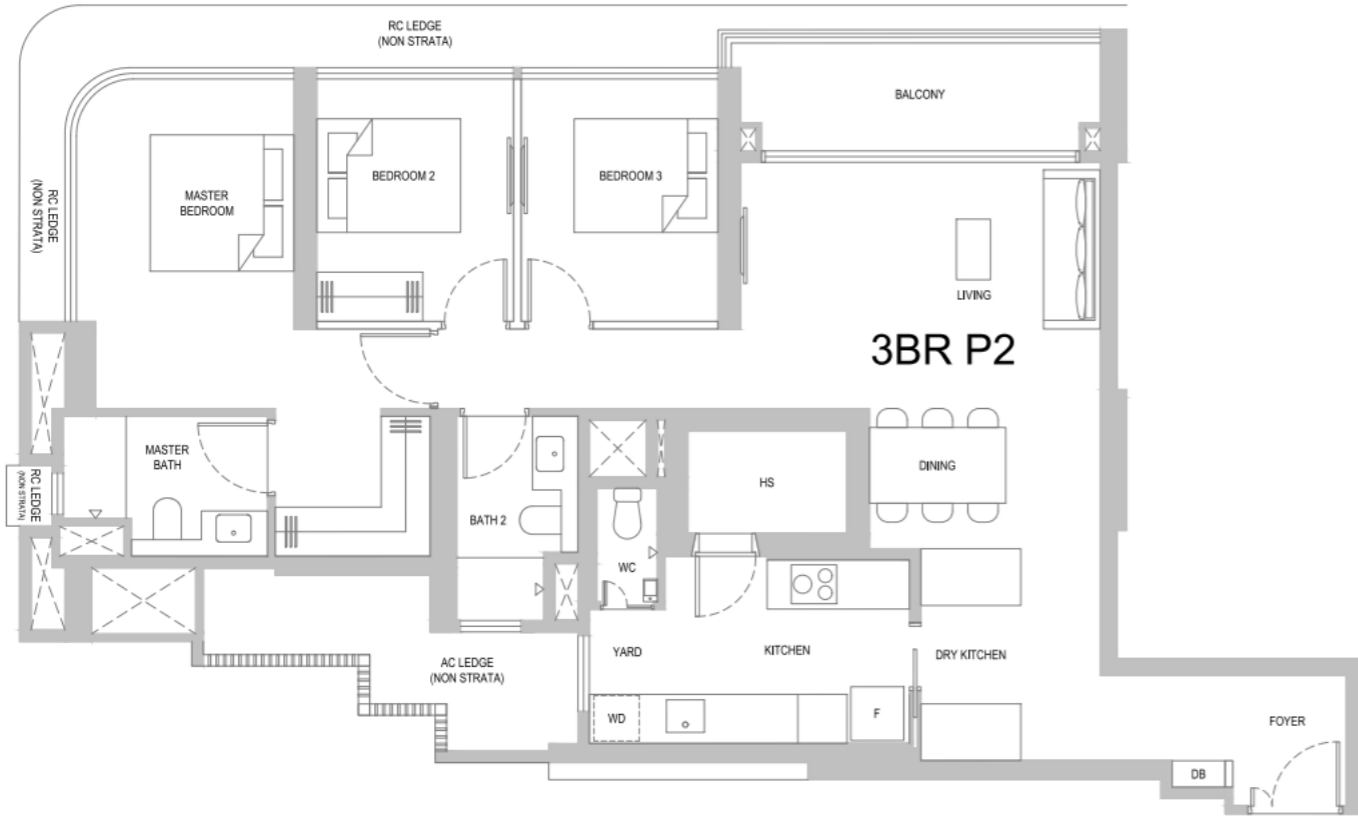 RC LEDGE
(NON STRATA)
BALCONY
MASTER
BEDROOM
BEDROOM 2
BEDROOM 3
RC LEDGE
(NON STRATA)
LIVING
3BR P2
MASTER
BATH
DINING
RC LEDGE
(NON STRATA)
HS
BATH 2
WC
YARD
KITCHEN
DRY KITCHEN
AC LEDGE
(NON STRATA)
WD
F
FOYER
DB